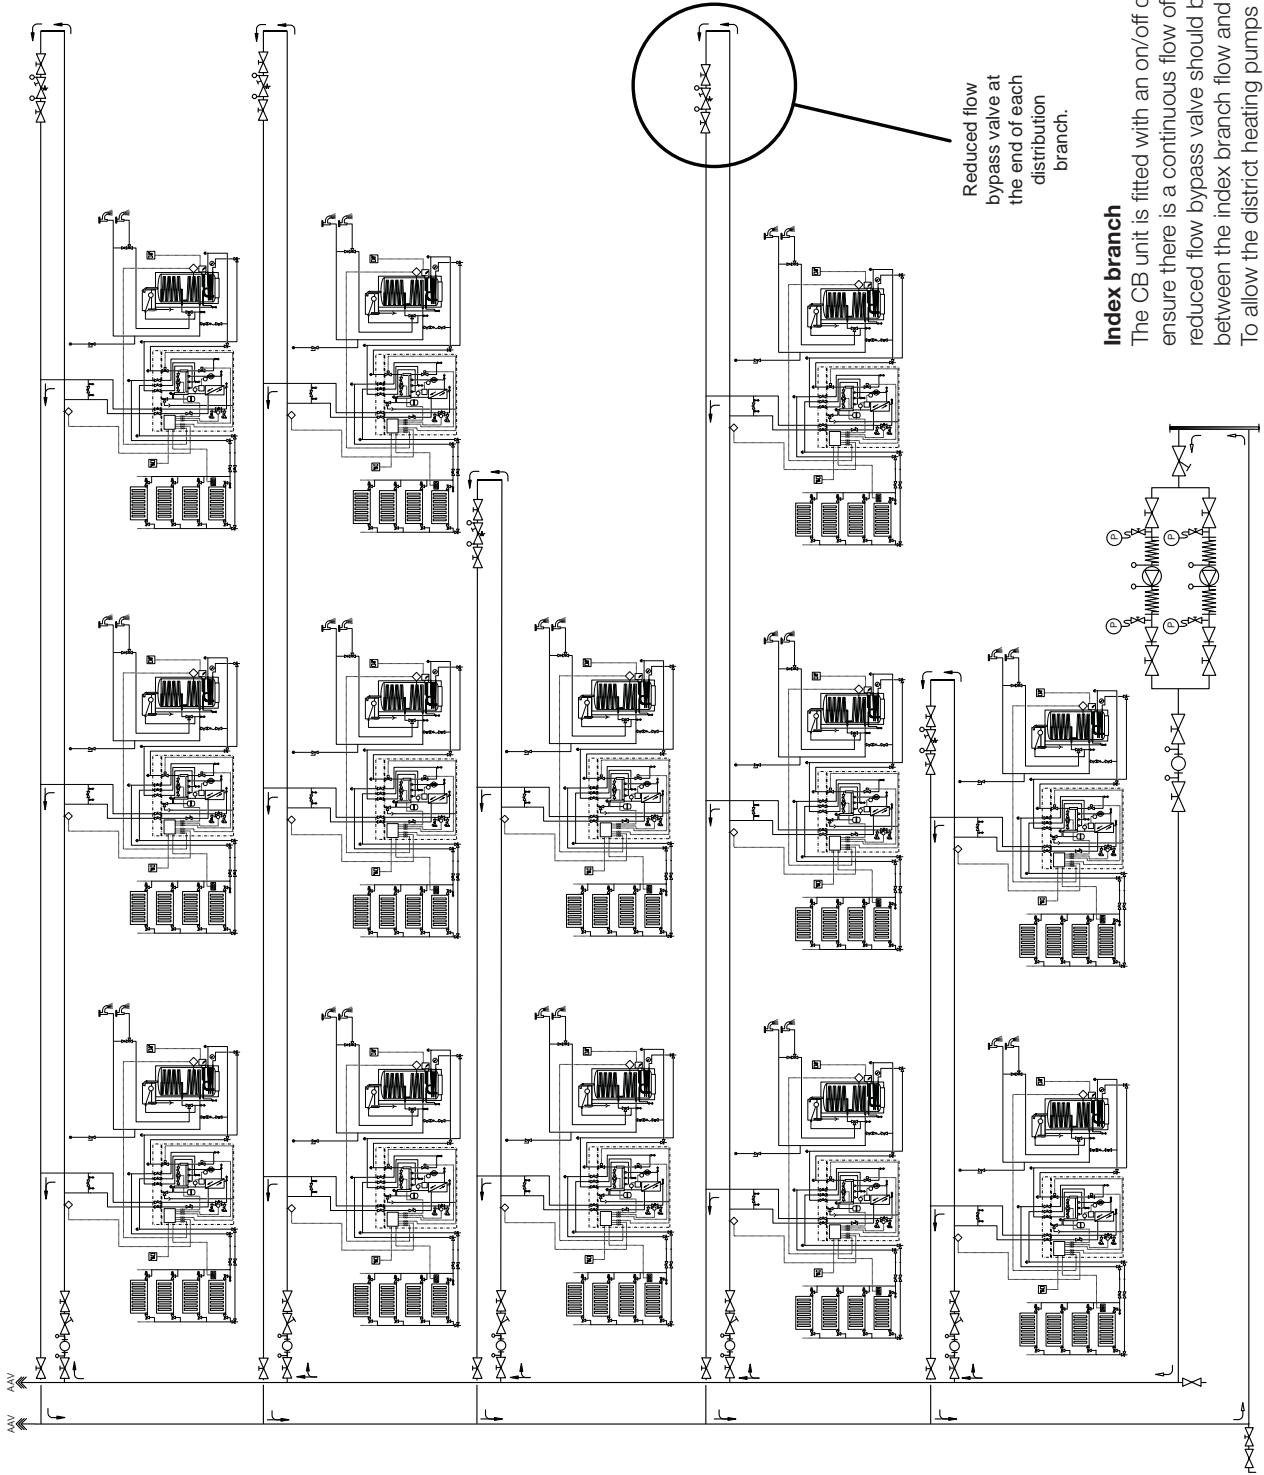 AAV
AAV
Reduced flow
bypass valve at
the end of each
distribution
branch.
P
P
P
P
Index branch
The CB unit is fitted with an on/off
ensure there is a continuous flow of
reduced flow bypass valve should
between the index branch flow and
To allow the district heating pumps